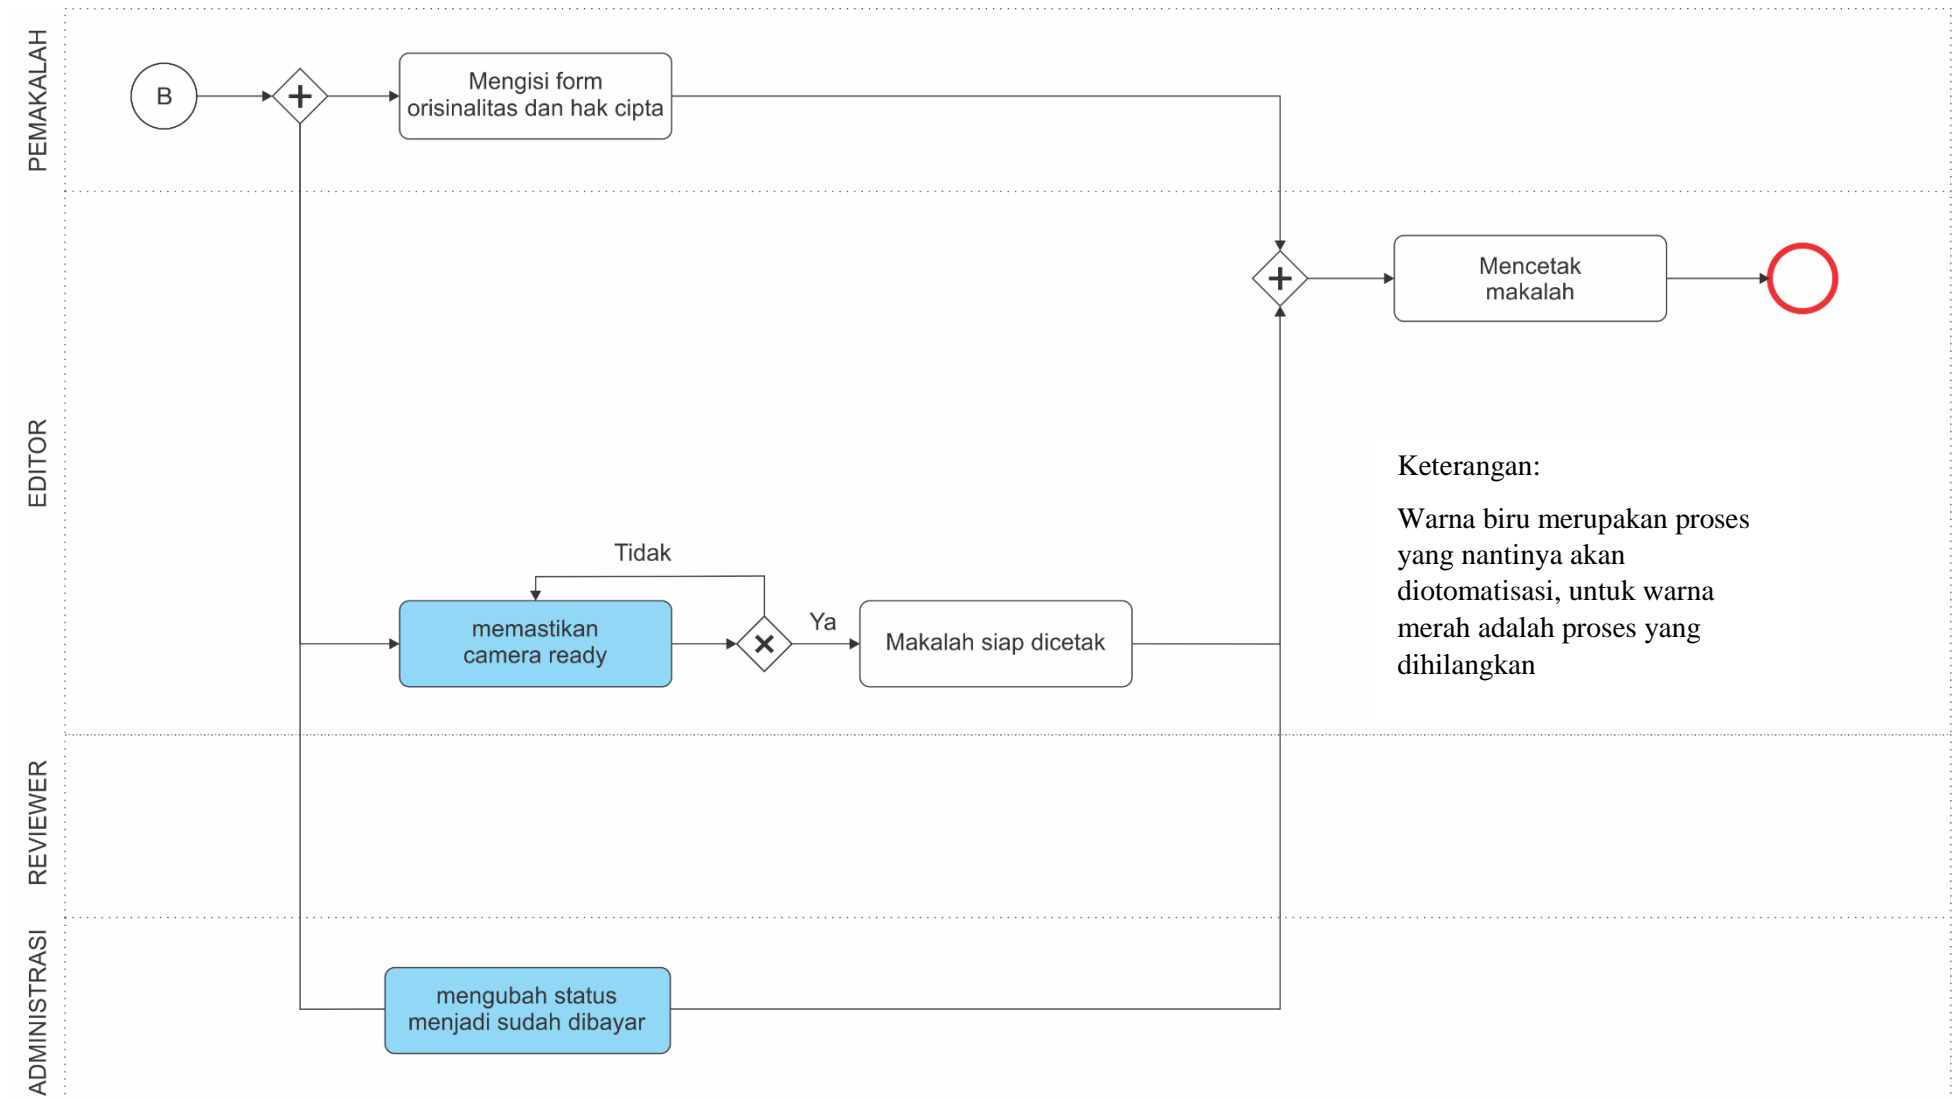 PEMAKALAH
B
Mengisi form
orisinalitas dan hak cipta
EDITOR
Mencetak
makalah
Tidak
memastikan
camera ready
Ya
Makalah siap dicetak
Keterangan:
Warna biru merupakan proses
yang nantinya akan
diotomatisasi, untuk warna
merah adalah proses yang
dihilangkan
REVIEWER
ADMINISTRASI
mengubah status
menjadi sudah dibayar